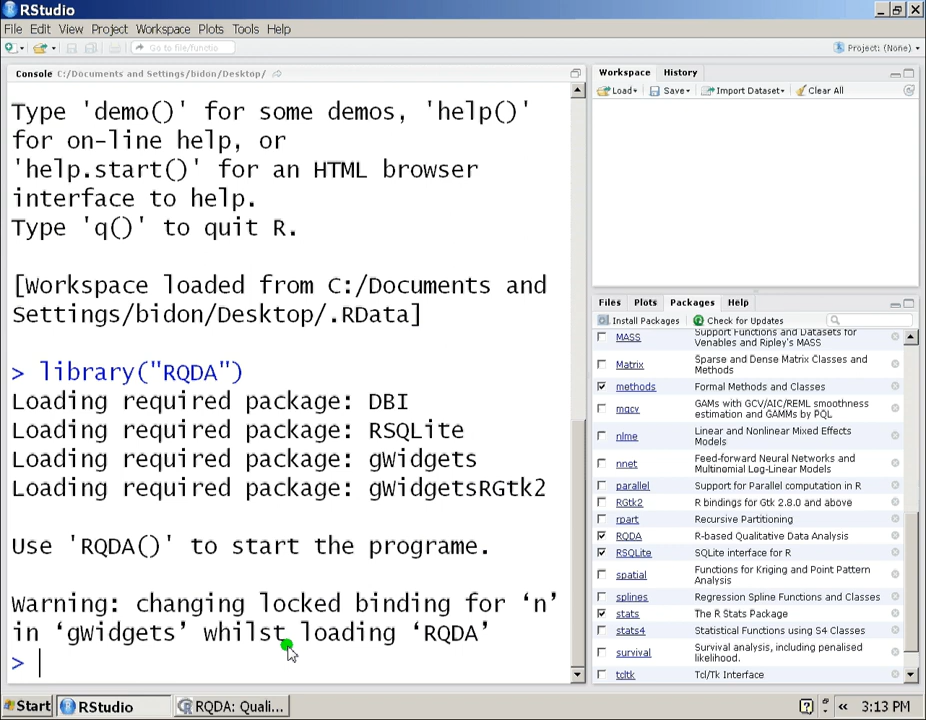 RStudio
File Edit View Project Workspace Plots Tools Help
Go to file/functio
Project: (None)
Console C:/Documents and Settings/bidon/Desktop/
Type 'demo()' for some demos, 'help()'
for on-line help, or
'help.start()' for an HTML browser
interface to help.
Type 'q()' to quit R.
[Workspace loaded from C:/Documents and
Settings/bidon/Desktop/.RData]
> library("RQDA")
Loading required package: DBI
Loading required package: RSQLite
Loading required package: gWidgets
Loading required package: gWidgetsRGtk2
Use 'RQDA()' to start the programe.
Warning: changing locked binding for ‘n’
in ‘gWidgets’ whilst loading ‘RQDA’
>
Workspace History
Load Save Import Dataset Clear All
Files Plots Packages Help
Install Packages Check for Updates
MASS Support Functions and Datasets for
Venables and Ripley's MASS
Matrix Sparse and Dense Matrix Classes and
Methods
methods Formal Methods and Classes
mgcv GAMs with GCV/AIC/REML smoothness
estimation and GAMMs by PQL
nlme Linear and Nonlinear Mixed Effects
Models
nnet Feed-forward Neural Networks and
Multinomial Log-Linear Models
parallel Support for Parallel computation in R
RGtk2 R bindings for Gtk 2.8.0 and above
rpart Recursive Partitioning
RQDA R-based Qualitative Data Analysis
RSQLite SQLite interface for R
spatial Functions for Kriging and Point Pattern
Analysis
splines Regression Spline Functions and Classes
stats The R Stats Package
stats4 Statistical Functions using S4 Classes
survival Survival analysis, including penalised
likelihood.
tcltk Tcl/Tk Interface
Start RStudio RQDA: Quali... 3:13 PM